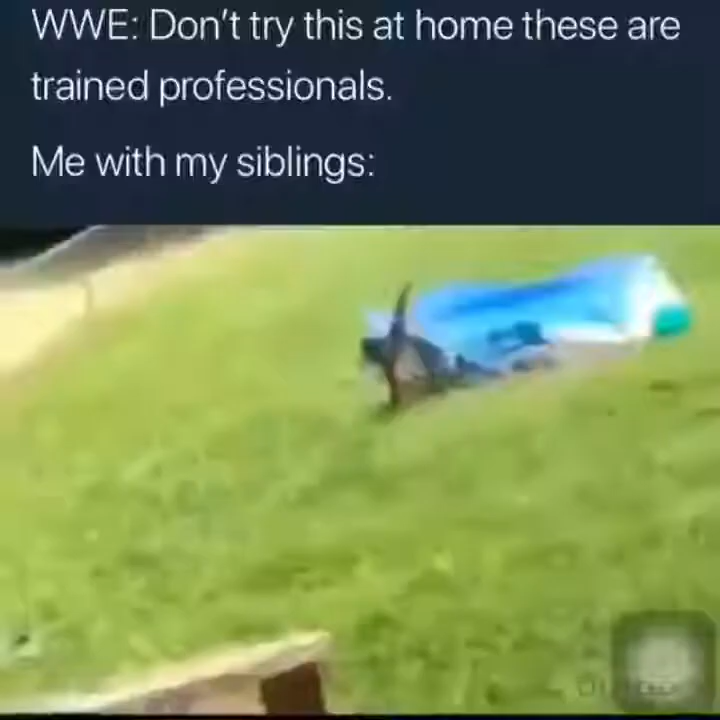 WWE: Don't try this at home these are
trained professionals.
Me with my siblings: